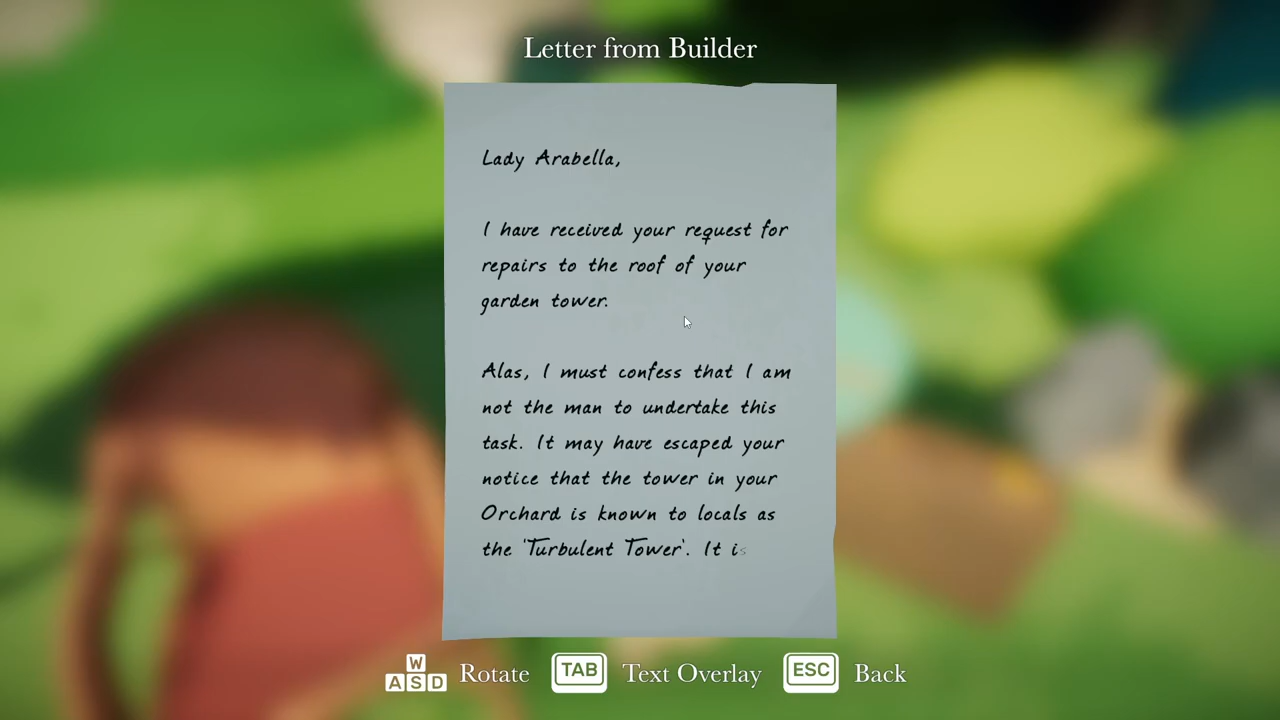 Letter from Builder
Lady Arabella,
I have received your request for
repairs to the roof of your
garden tower.
Alas, I must confess that I am
not the man to undertake this
task. It may have escaped your
notice that the tower in your
Orchard is known to locals as
the 'Turbulent Tower'. It is
W
A S D Rotate TAB Text Overlay ESC Back